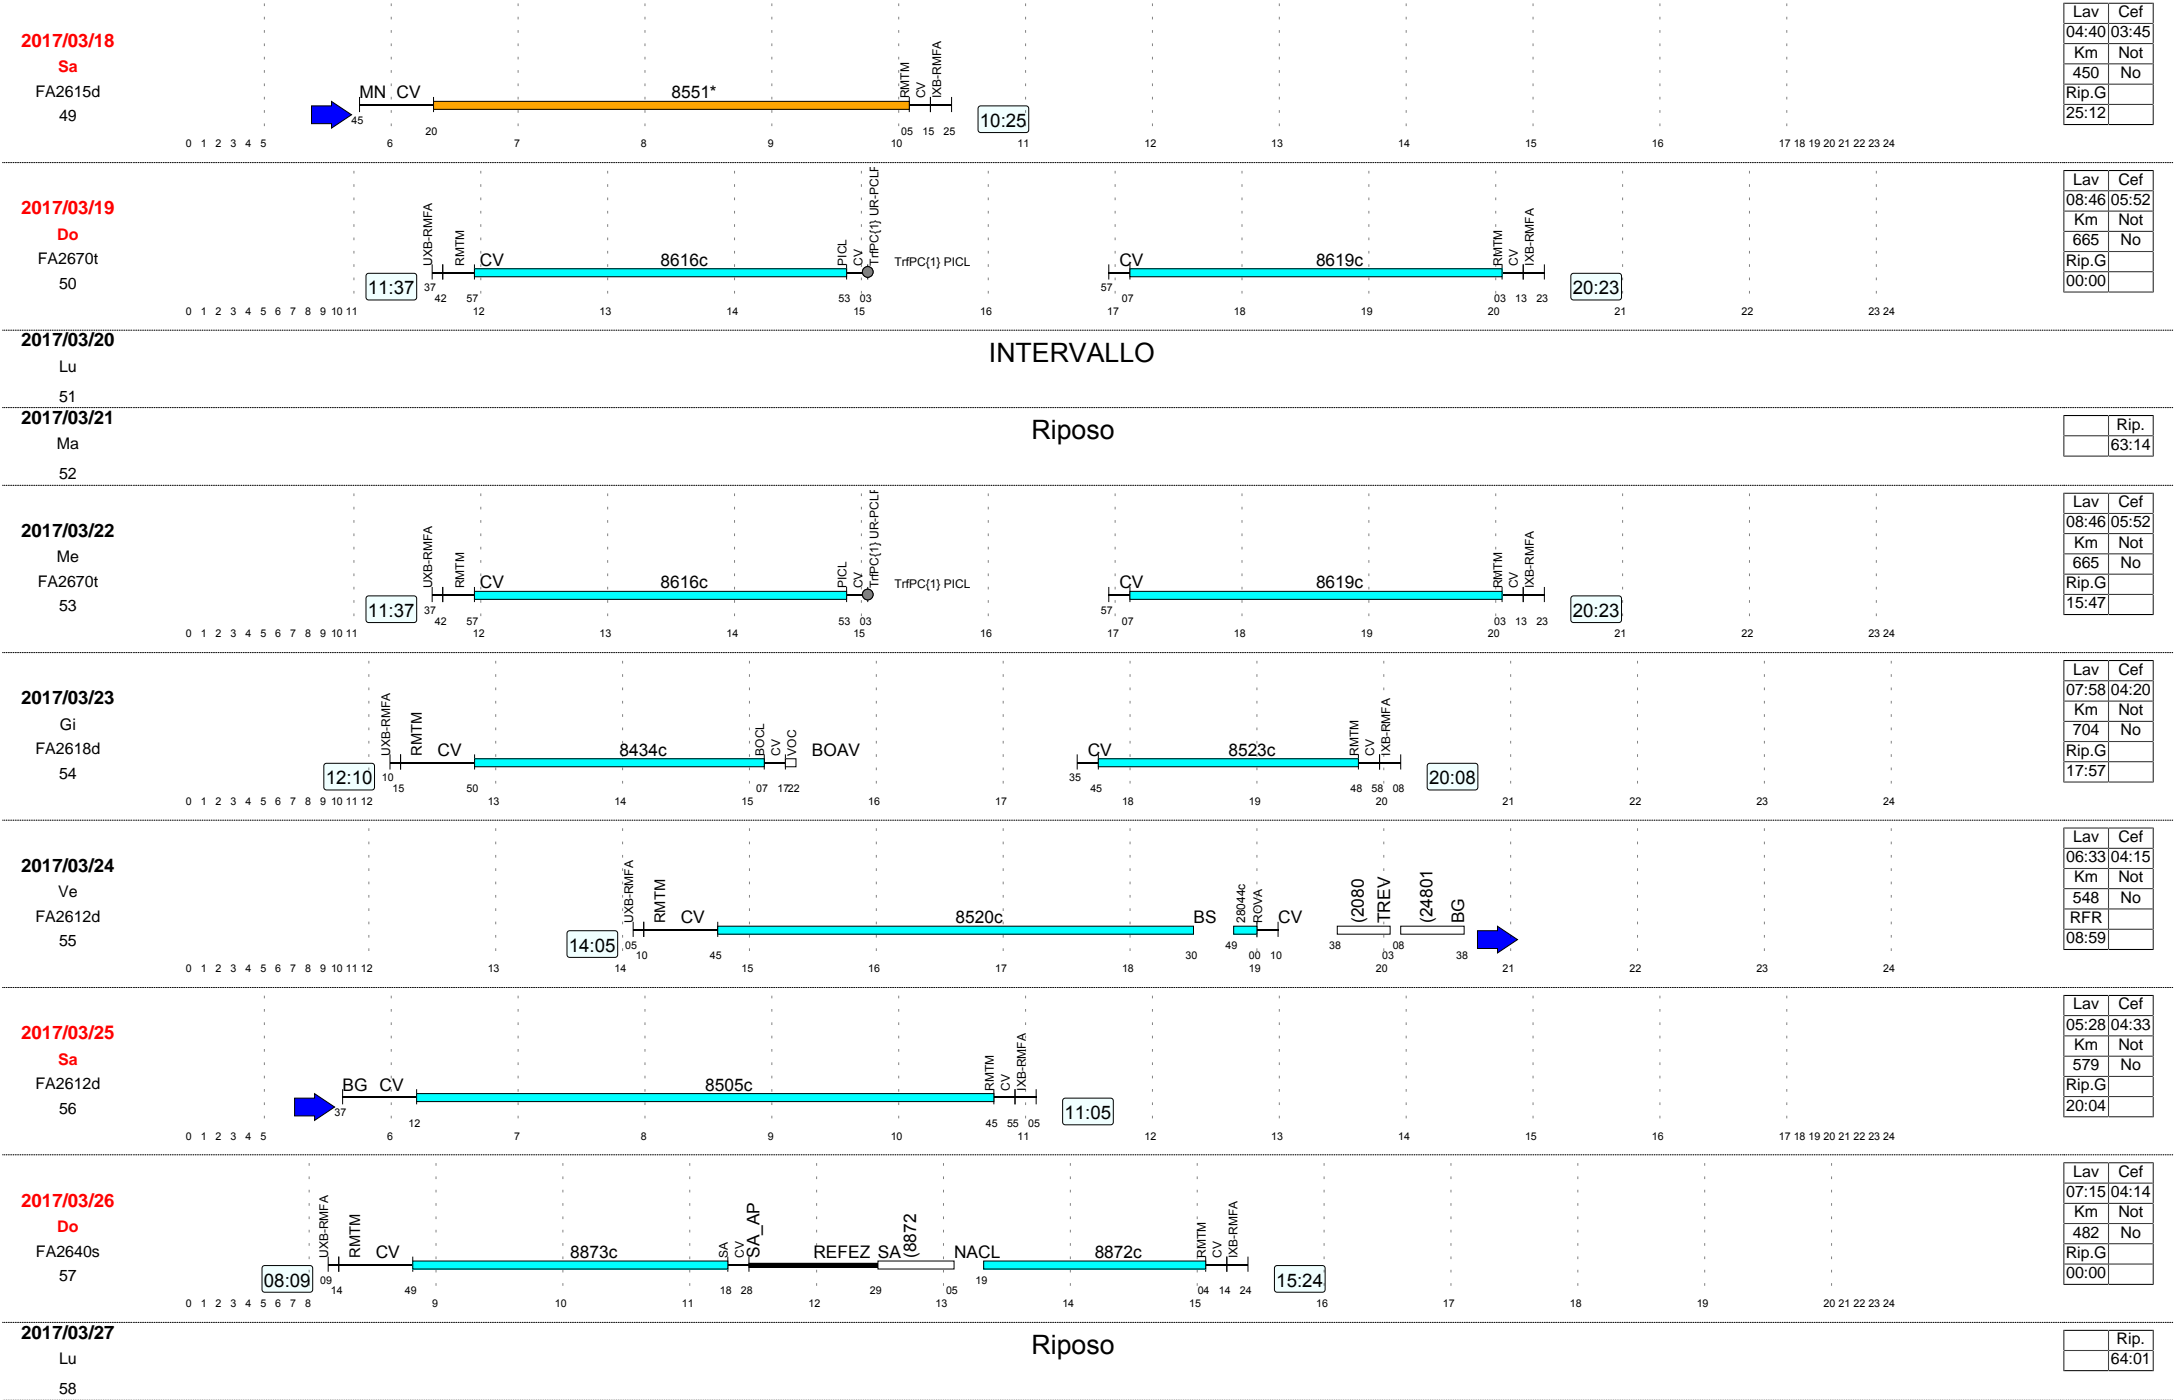 2017/03/18
Sa
FA2615d
49
MN CV 8551* RMTM CV IXB-RMFA
45 20 05 15 25
10:25
0 1 2 3 4 5 6 7 8 9 10 11 12 13 14 15 16 17 18 19 20 21 22 23 24
Lav Cef
04:40 03:45
Km Not
450 No
Rip.G
25:12
2017/03/19
Do
FA2670t
50
11:37
UXB-RMFA RMTM CV 8616c PICL CV TrfPC{1} UR-PCLF TrfPC{1} PICL CV 8619c RMTM CV IXB-RMFA
37 42 57 53 03 57 07 03 13 23
20:23
0 1 2 3 4 5 6 7 8 9 10 11 12 13 14 15 16 17 18 19 20 21 22 23 24
Lav Cef
08:46 05:52
Km Not
665 No
Rip.G
00:00
2017/03/20
Lu
51
INTERVALLO
2017/03/21
Ma
52
Riposo
Rip.
63:14
2017/03/22
Me
FA2670t
53
11:37
UXB-RMFA RMTM CV 8616c PICL CV TrfPC{1} UR-PCLF TrfPC{1} PICL CV 8619c RMTM CV IXB-RMFA
37 42 57 53 03 57 07 03 13 23
20:23
0 1 2 3 4 5 6 7 8 9 10 11 12 13 14 15 16 17 18 19 20 21 22 23 24
Lav Cef
08:46 05:52
Km Not
665 No
Rip.G
15:47
2017/03/23
Gi
FA2618d
54
12:10
UXB-RMFA RMTM CV 8434c BOCL CV VOC BOAV CV 8523c RMTM CV IXB-RMFA
10 15 50 07 17 22 35 45 48 58 08
20:08
0 1 2 3 4 5 6 7 8 9 10 11 12 13 14 15 16 17 18 19 20 21 22 23 24
Lav Cef
07:58 04:20
Km Not
704 No
Rip.G
17:57
2017/03/24
Ve
FA2612d
55
14:05
UXB-RMFA RMTM CV 8520c BS 28044c ROVA CV (2080 TREV (24801 BG
05 10 45 30 49 00 10 38 03 08 38
0 1 2 3 4 5 6 7 8 9 10 11 12 13 14 15 16 17 18 19 20 21 22 23 24
Lav Cef
06:33 04:15
Km Not
548 No
RFR
08:59
2017/03/25
Sa
FA2612d
56
BG CV 8505c RMTM CV IXB-RMFA
37 12 45 55 05
11:05
0 1 2 3 4 5 6 7 8 9 10 11 12 13 14 15 16 17 18 19 20 21 22 23 24
Lav Cef
05:28 04:33
Km Not
579 No
Rip.G
20:04
2017/03/26
Do
FA2640s
57
08:09
UXB-RMFA RMTM CV 8873c SA CV SA_AP REFEZ SA (8872 NACL 8872c RMTM CV IXB-RMFA
09 14 49 18 28 29 05 19 04 14 24
15:24
0 1 2 3 4 5 6 7 8 9 10 11 12 13 14 15 16 17 18 19 20 21 22 23 24
Lav Cef
07:15 04:14
Km Not
482 No
Rip.G
00:00
2017/03/27
Lu
58
Riposo
Rip.
64:01